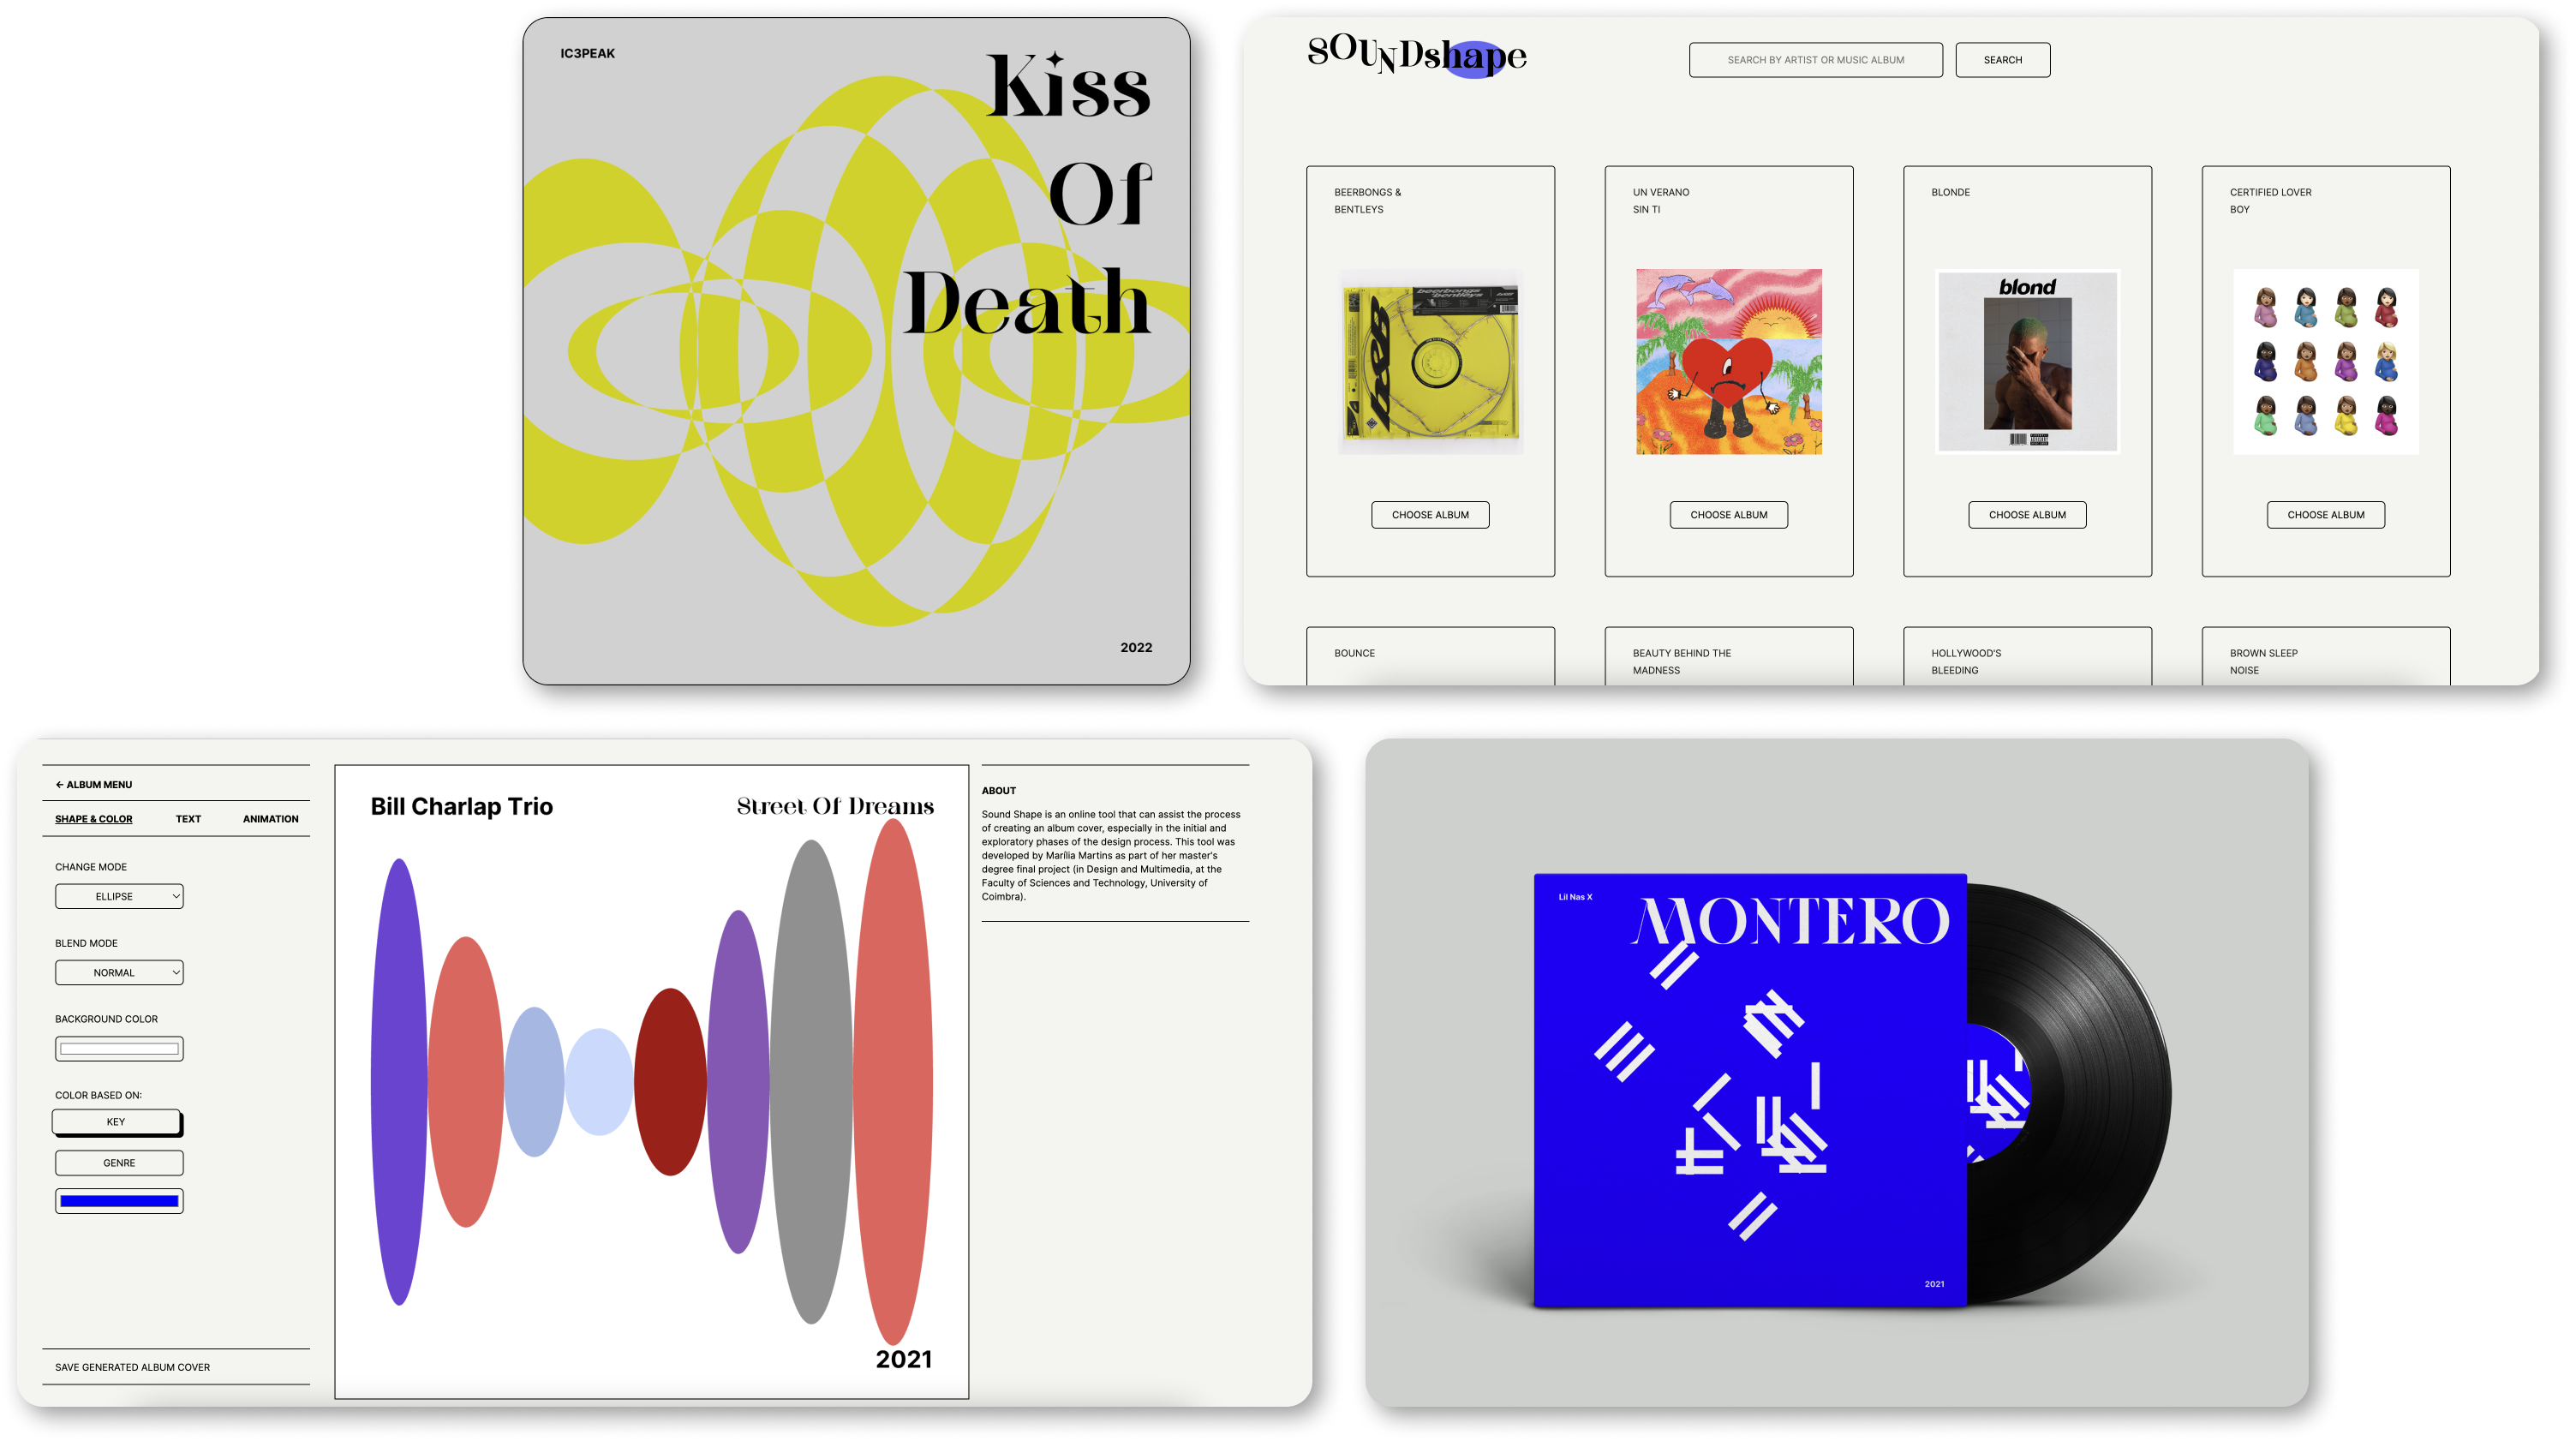 IC3PEAK
Kiss
Of
Death
2022
SOUNDshape
SEARCH BY ARTIST OR MUSIC ALBUM
SEARCH
BEERBONGS &
BENTLEYS
beerbongs
bentleys
CHOOSE ALBUM
UN VERANO
SIN TI
CHOOSE ALBUM
BLONDE
blond
CHOOSE ALBUM
CERTIFIED LOVER
BOY
CHOOSE ALBUM
BOUNCE
BEAUTY BEHIND THE
MADNESS
HOLLYWOOD'S
BLEEDING
BROWN SLEEP
NOISE
← ALBUM MENU
SHAPE & COLOR TEXT ANIMATION
CHANGE MODE
ELLIPSE
BLEND MODE
NORMAL
BACKGROUND COLOR
COLOR BASED ON:
KEY
GENRE
SAVE GENERATED ALBUM COVER
Bill Charlap Trio
Street Of Dreams
2021
ABOUT
Sound Shape is an online tool that can assist the process
of creating an album cover, especially in the initial and
exploratory phases of the design process. This tool was
developed by Marília Martins as part of her master's
degree final project (in Design and Multimedia, at the
Faculty of Sciences and Technology, University of
Coimbra).
Lil Nas X
MONTERO
2021